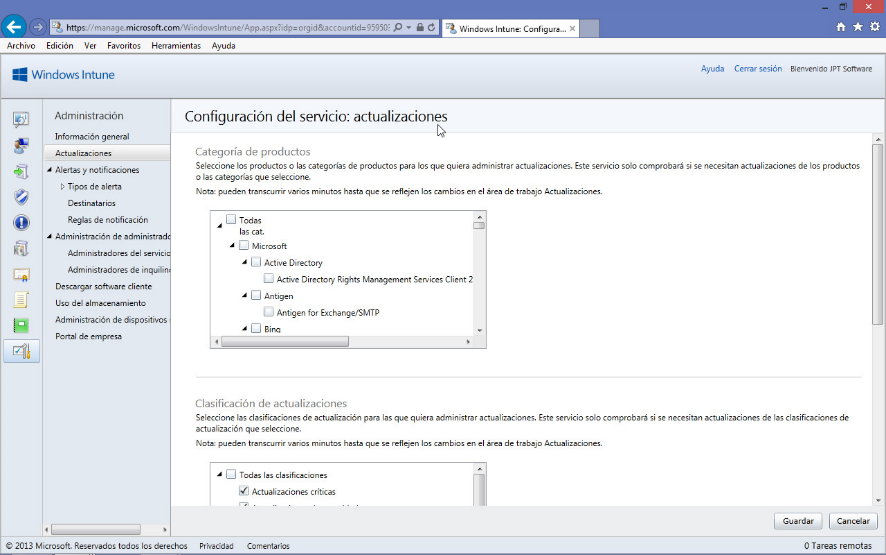 https://manage.microsoft.com/WindowsIntune/App.aspx?idp=orgid&accountid=95950
Windows Intune: Configura...
Archivo Edición Ver Favoritos Herramientas Ayuda
Windows Intune
Ayuda Cerrar sesión Bienvenido JPT Software
Administración
Información general
Actualizaciones
Alertas y notificaciones
Tipos de alerta
Destinatarios
Reglas de notificación
Administración de administrado
Administradores del servicio
Administradores de inquilin
Descargar software cliente
Uso del almacenamiento
Administración de dispositivos
Portal de empresa
Configuración del servicio: actualizaciones
Categoría de productos
Seleccione los productos o las categorías de productos para los que quiera administrar actualizaciones. Este servicio solo comprobará si se necesitan actualizaciones de los productos
o las categorías que seleccione.
Nota: pueden transcurrir varios minutos hasta que se reflejen los cambios en el área de trabajo Actualizaciones.
Todas
las cat.
Microsoft
Active Directory
Active Directory Rights Management Services Client 2
Antigen
Antigen for Exchange/SMTP
Bing
Clasificación de actualizaciones
Seleccione las clasificaciones de actualización para las que quiera administrar actualizaciones. Este servicio solo comprobará si se necesitan actualizaciones de las clasificaciones de
actualización que seleccione.
Nota: pueden transcurrir varios minutos hasta que se reflejen los cambios en el área de trabajo Actualizaciones.
Todas las clasificaciones
Actualizaciones críticas
Guardar Cancelar
© 2013 Microsoft. Reservados todos los derechos Privacidad Comentarios 0 Tareas remotas